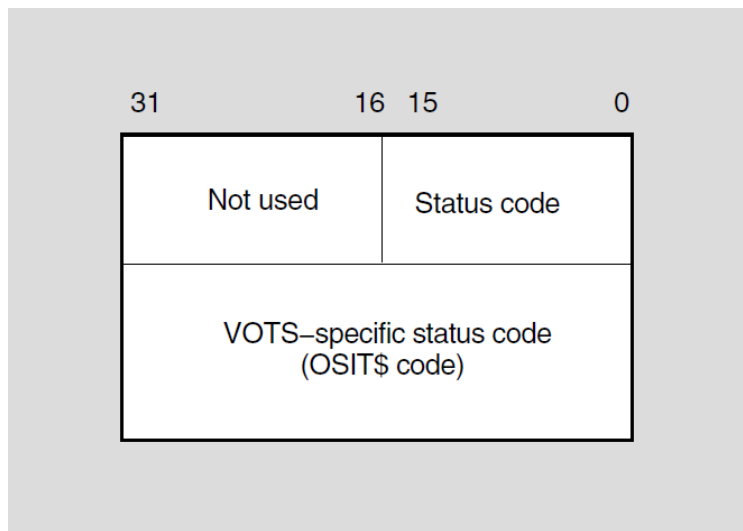 31 16 15 0
Not used Status code
VOTS–specific status code
(OSIT$ code)